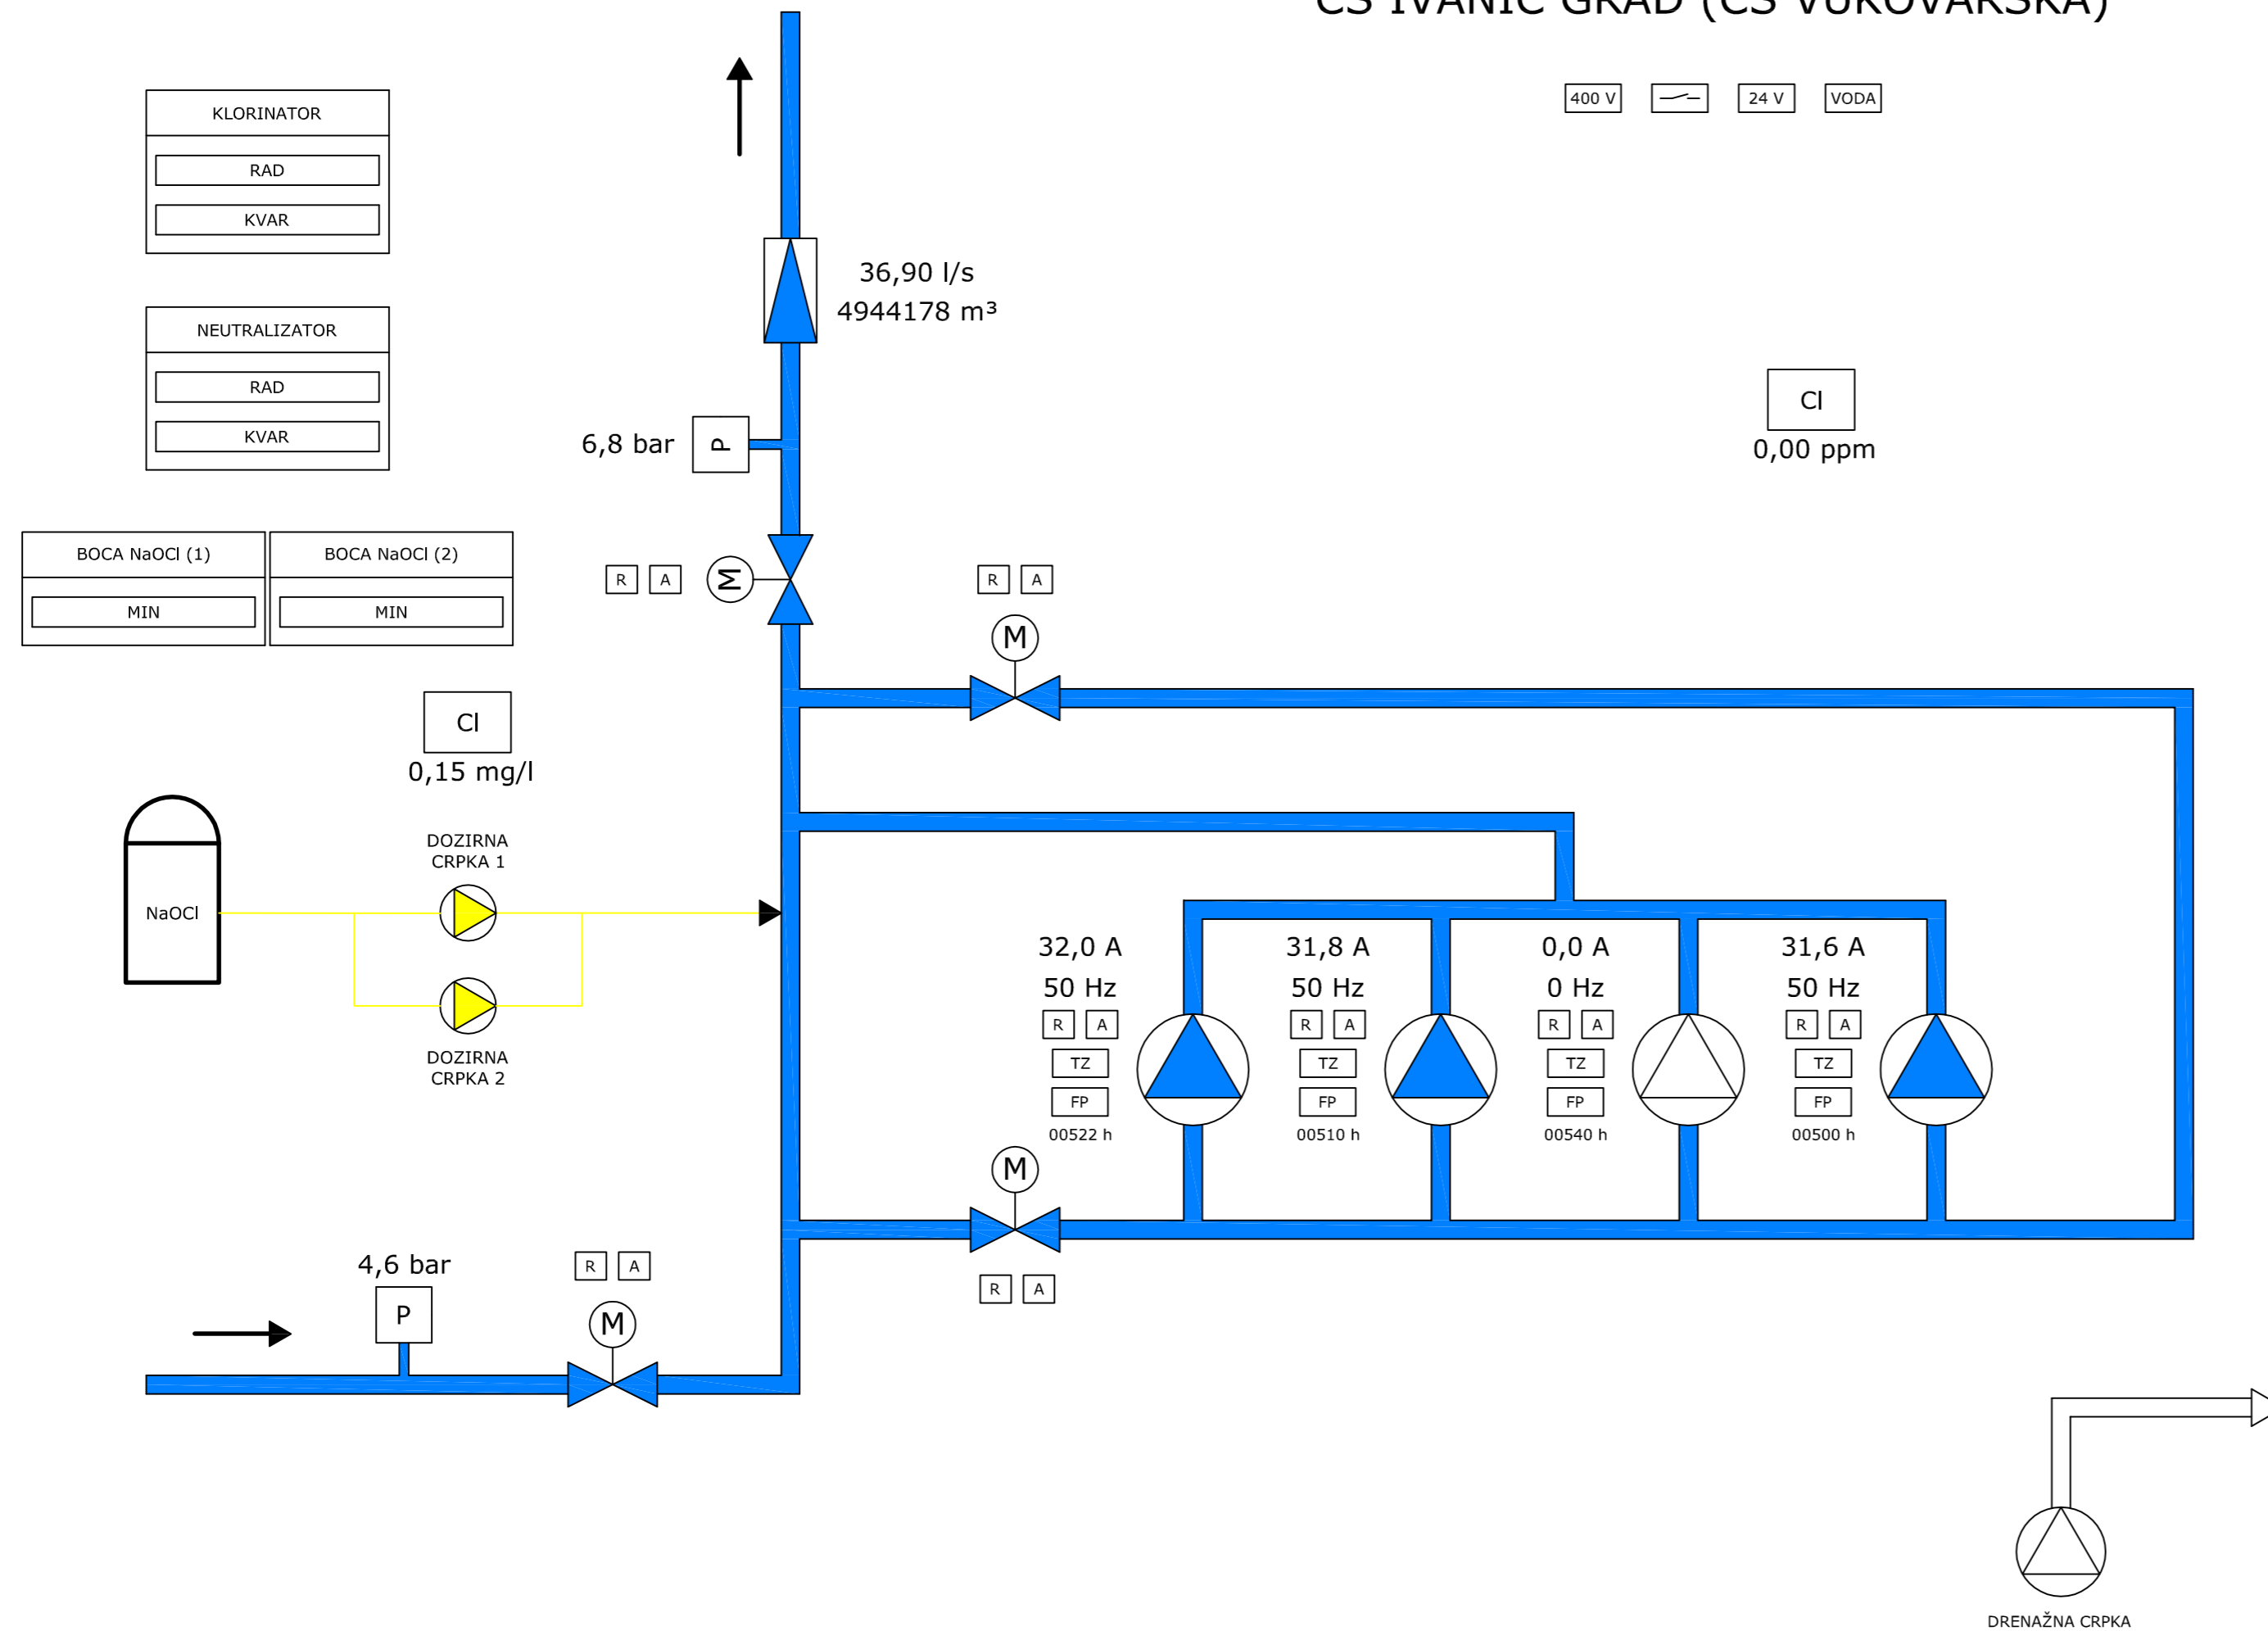 CS IVANIĆ GRAD (CS VUKOVARSKA)
400 V
24 V
VODA
KLORINATOR
RAD
KVAR
36,90 l/s
4944178 m³
NEUTRALIZATOR
RAD
KVAR
Cl
0,00 ppm
6,8 bar
P
BOCA NaOCl (1)
BOCA NaOCl (2)
MIN
MIN
R A
M
R A
M
Cl
0,15 mg/l
DOZIRNA
CRPKA 1
NaOCl
DOZIRNA
CRPKA 2
32,0 A
50 Hz
R A
TZ
FP
00522 h
31,8 A
50 Hz
R A
TZ
FP
00510 h
0,0 A
0 Hz
R A
TZ
FP
00540 h
31,6 A
50 Hz
R A
TZ
FP
00500 h
M
R A
4,6 bar
P
R A
M
DRENAŽNA CRPKA